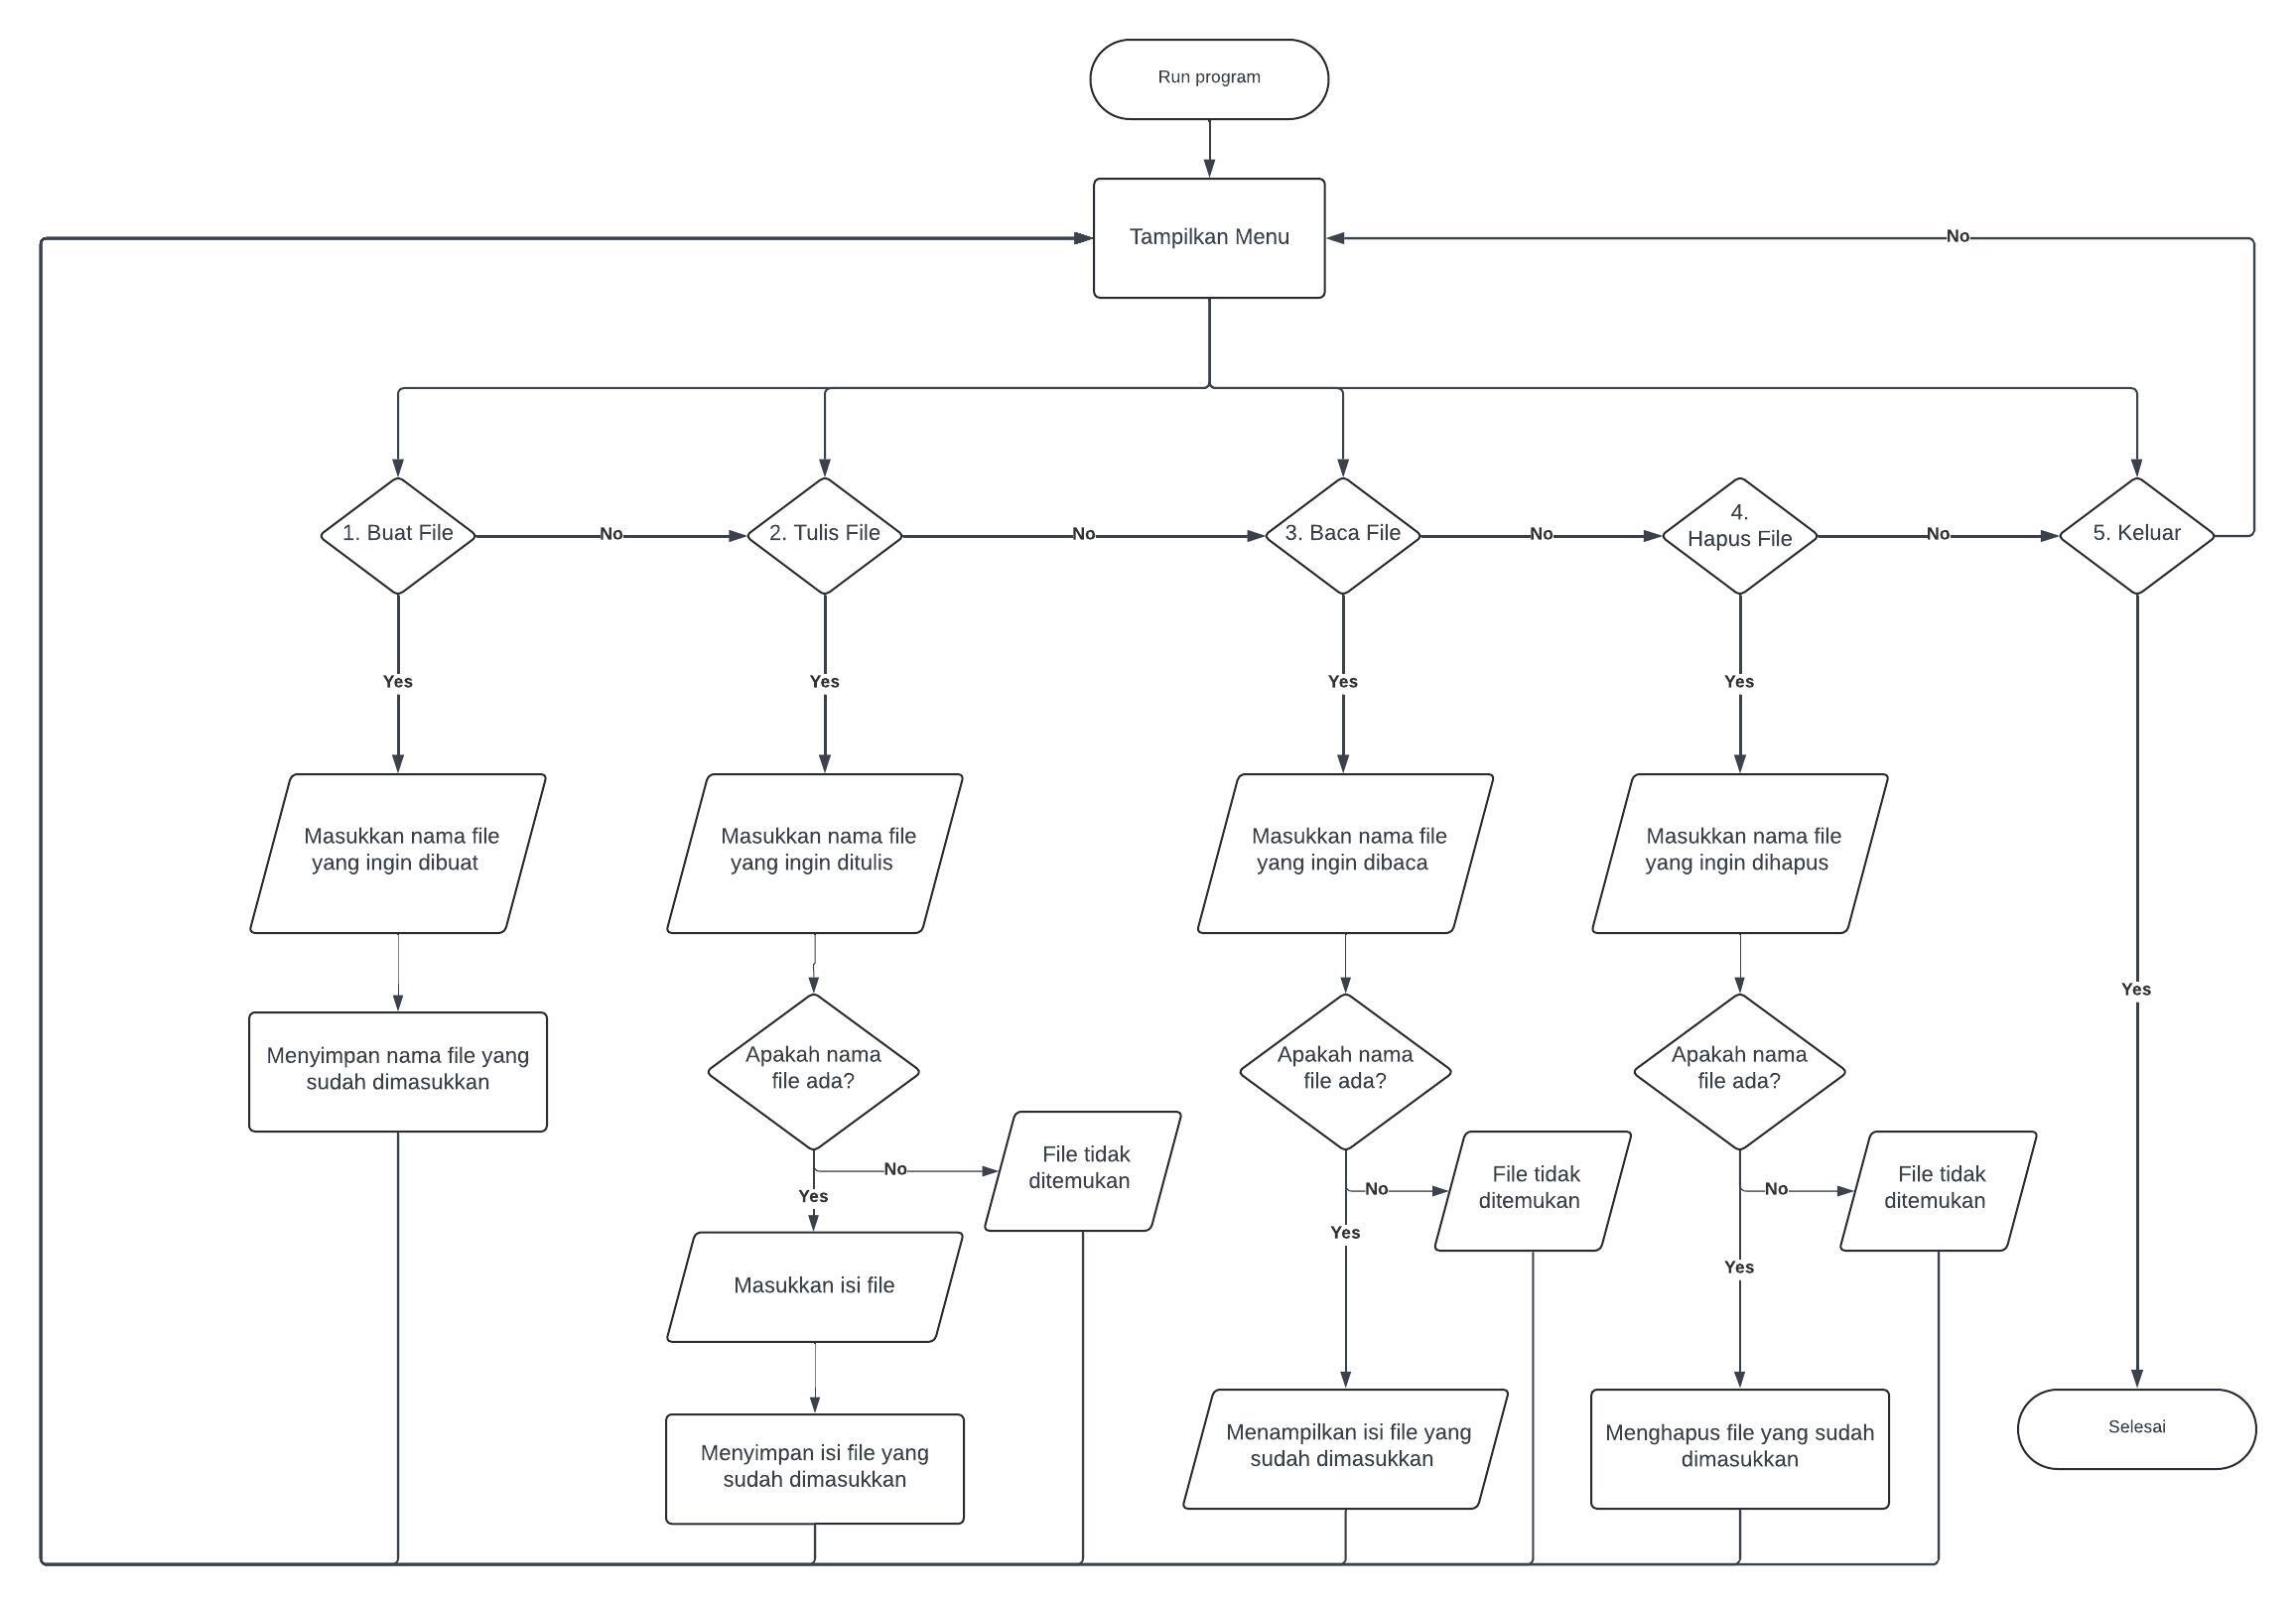 Run program
Tampilkan Menu
No
1. Buat File
No
2. Tulis File
No
3. Baca File
No
4.
Hapus File
No
5. Keluar
Yes
Yes
Yes
Yes
Masukkan nama file
yang ingin dibuat
Masukkan nama file
yang ingin ditulis
Masukkan nama file
yang ingin dibaca
Masukkan nama file
yang ingin dihapus
Yes
Menyimpan nama file yang
sudah dimasukkan
Apakah nama
file ada?
Apakah nama
file ada?
Apakah nama
file ada?
No
File tidak
ditemukan
No
File tidak
ditemukan
No
File tidak
ditemukan
Yes
Yes
Yes
Masukkan isi file
Menyimpan isi file yang
sudah dimasukkan
Menampilkan isi file yang
sudah dimasukkan
Menghapus file yang sudah
dimasukkan
Selesai